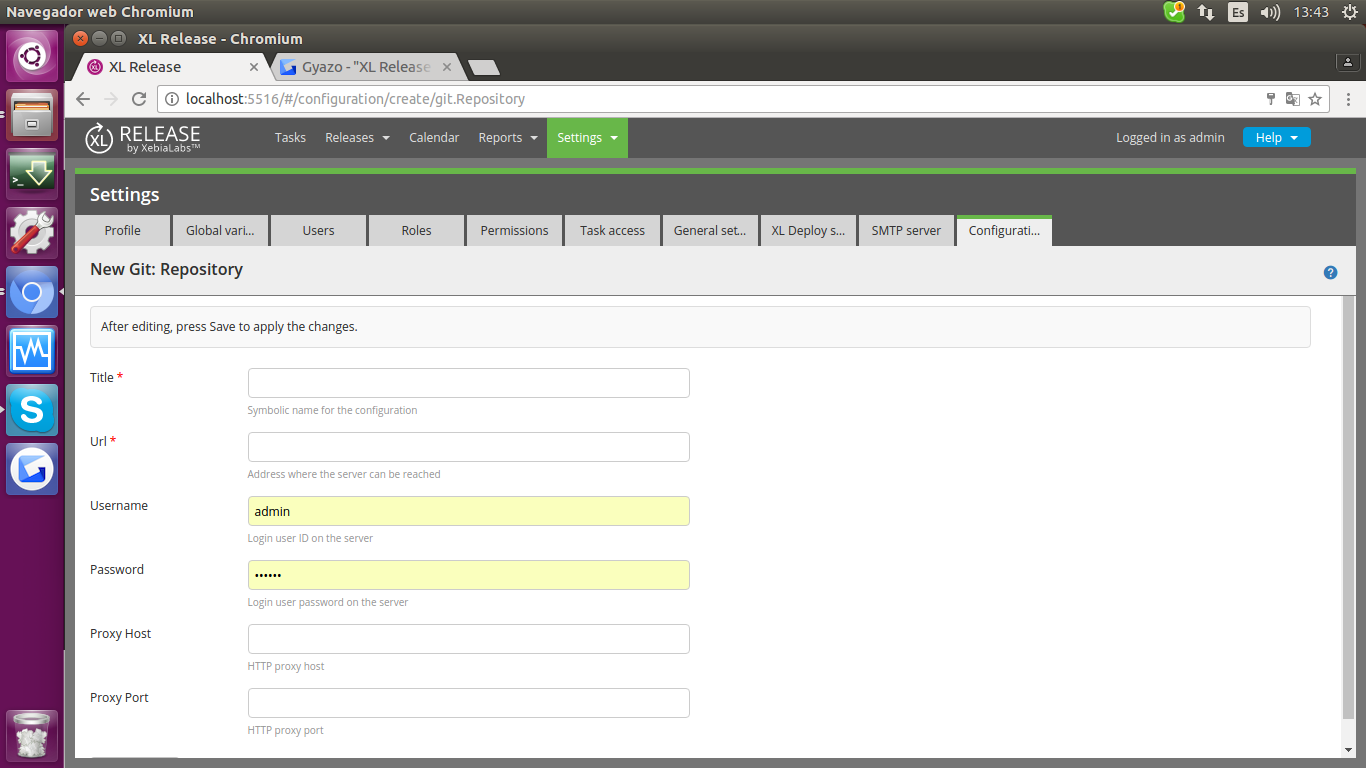 Navegador web Chromium
Es
13:43
XL Release - Chromium
XL Release
Gyazo - "XL Release
localhost:5516/#/configuration/create/git.Repository
XL RELEASE
by XebiaLabs™
Tasks
Releases
Calendar
Reports
Settings
Logged in as admin
Help
Settings
Profile
Global vari...
Users
Roles
Permissions
Task access
General set...
XL Deploy s...
SMTP server
Configurati...
New Git: Repository
?
After editing, press Save to apply the changes.
Title *
Symbolic name for the configuration
Url *
Address where the server can be reached
Username
admin
Login user ID on the server
Password
••••••
Login user password on the server
Proxy Host
HTTP proxy host
Proxy Port
HTTP proxy port